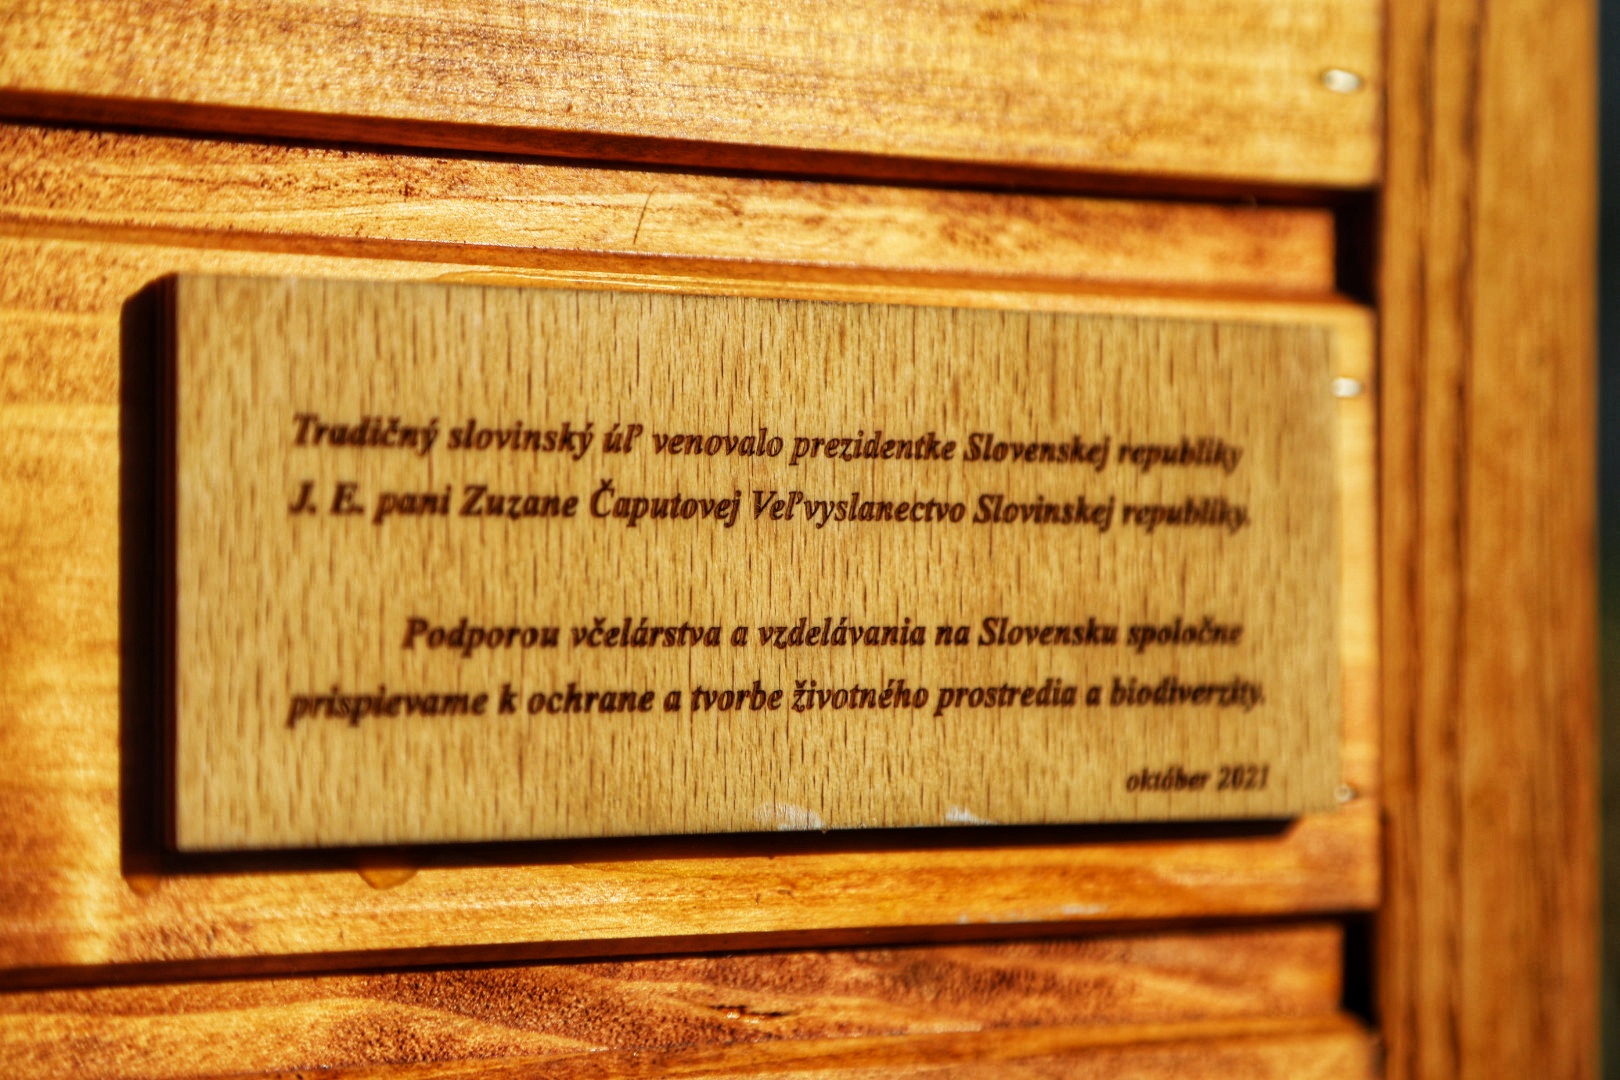 Tradičný slovinský úľ venovalo prezidentke Slovenskej republiky
J. E. pani Zuzane Čaputovej Veľvyslanectvo Slovinskej republiky.
Podporou včelárstva a vzdelávania na Slovensku spoločne
prispievame k ochrane a tvorbe životného prostredia a biodiverzity.
október 2021